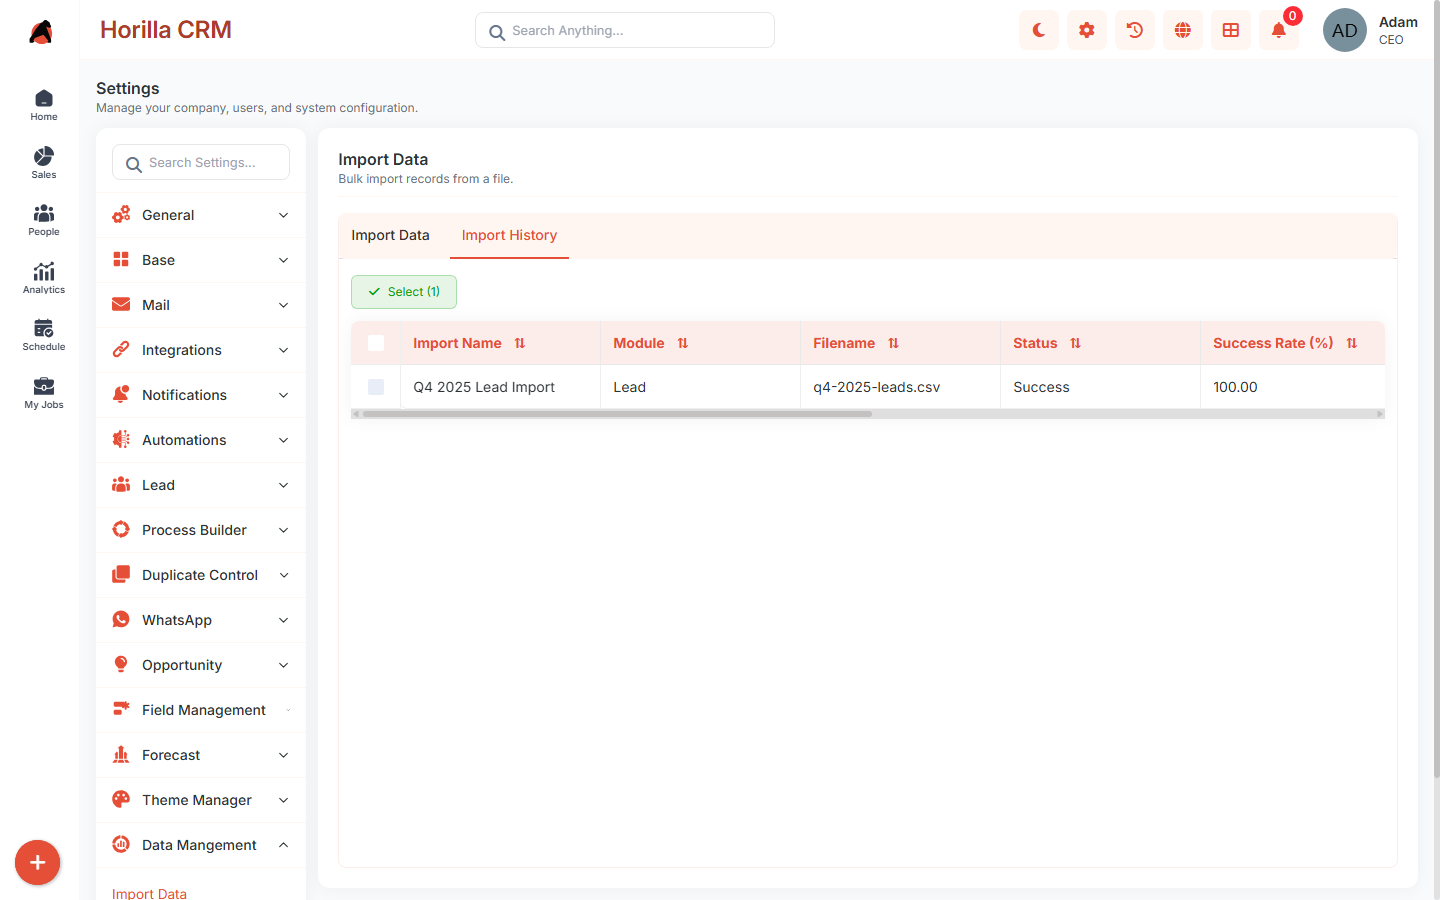 Horilla CRM
Search Anything...
0
AD
Adam
CEO
Home
Sales
People
Analytics
Schedule
My Jobs
Settings
Manage your company, users, and system configuration.
Search Settings...
General
Base
Mail
Integrations
Notifications
Automations
Lead
Process Builder
Duplicate Control
WhatsApp
Opportunity
Field Management
Forecast
Theme Manager
Data Mangement
Import Data
Import Data
Bulk import records from a file.
Import Data Import History
Select (1)
Import Name Module Filename Status Success Rate (%)
Q4 2025 Lead Import Lead q4-2025-leads.csv Success 100.00